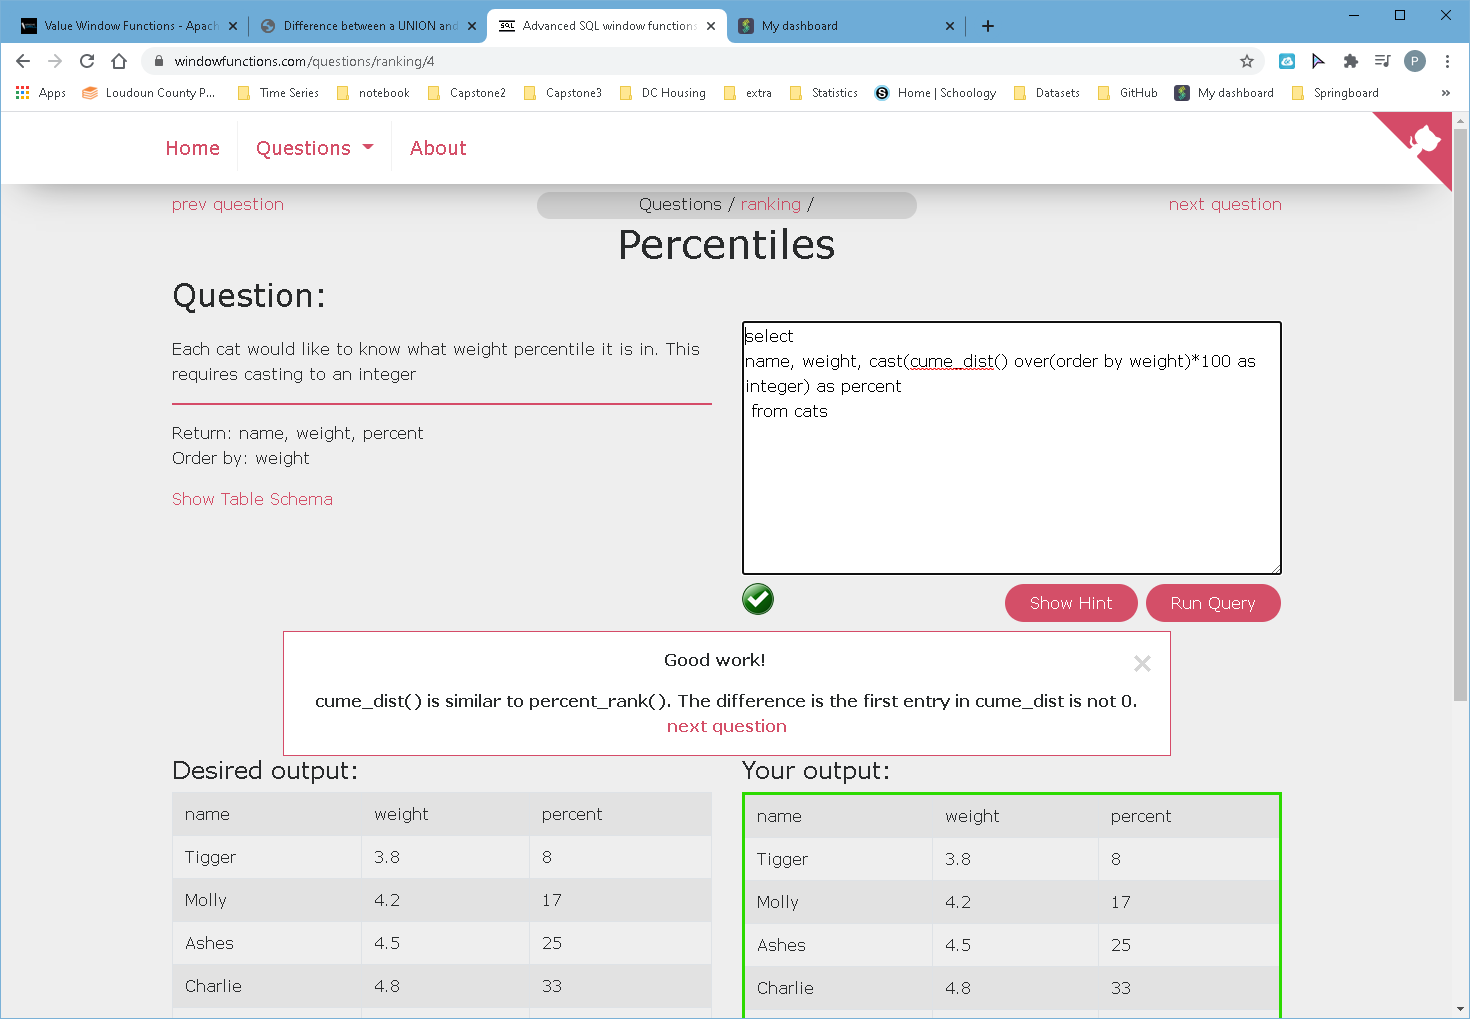 Value Window Functions - Apach
Difference between a UNION and
SQL
Advanced SQL window functions
My dashboard
windowfunctions.com/questions/ranking/4
P
Apps
Loudoun County P...
Time Series
notebook
Capstone2
Capstone3
DC Housing
extra
Statistics
S
Home | Schoology
Datasets
GitHub
My dashboard
Springboard
»
Home
Questions
About
prev question
Questions / ranking /
next question
Percentiles
Question:
Each cat would like to know what weight percentile it is in. This
requires casting to an integer
Return: name, weight, percent
Order by: weight
Show Table Schema
select
name, weight, cast(cume_dist() over(order by weight)*100 as
integer) as percent
from cats
Show Hint
Run Query
Good work!
cume_dist() is similar to percent_rank(). The difference is the first entry in cume_dist is not 0.
next question
Desired output:
name weight percent
Tigger 3.8 8
Molly 4.2 17
Ashes 4.5 25
Charlie 4.8 33
Your output:
name weight percent
Tigger 3.8 8
Molly 4.2 17
Ashes 4.5 25
Charlie 4.8 33